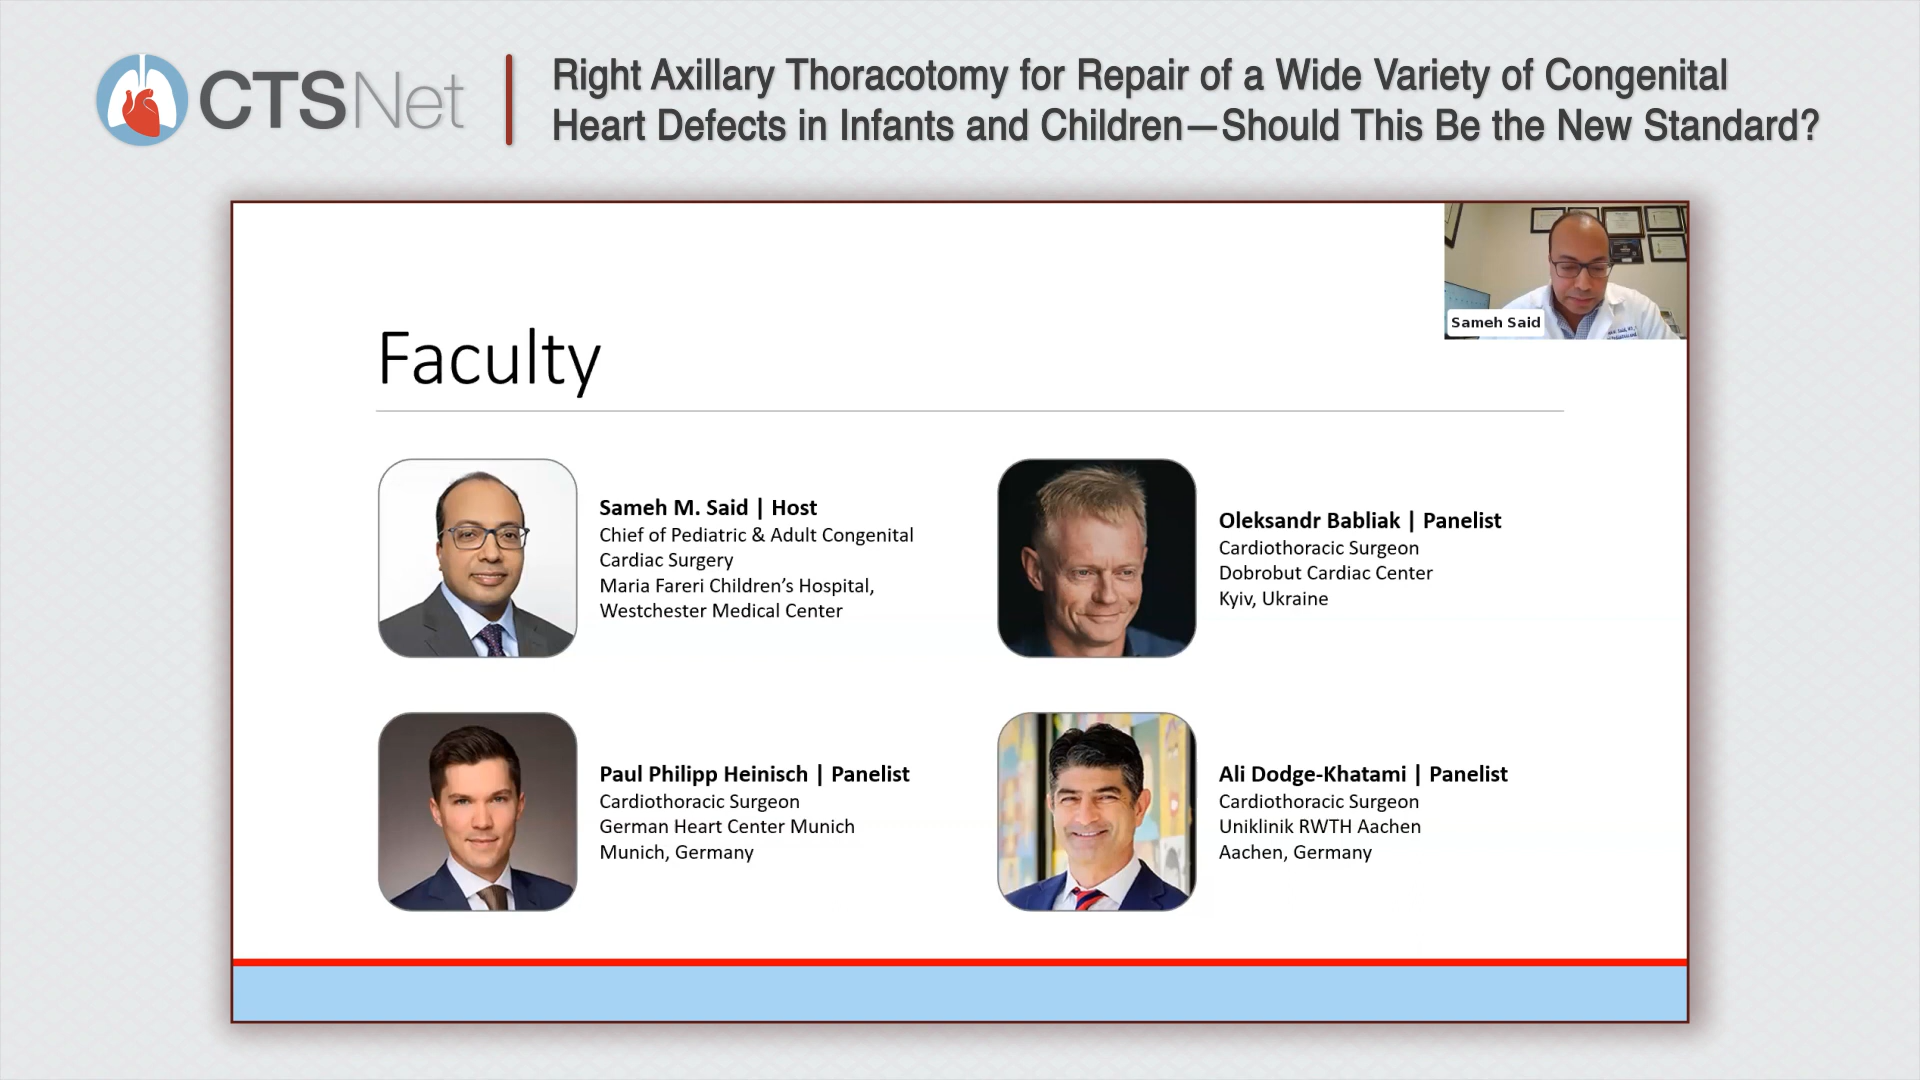 CTSNet
Right Axillary Thoracotomy for Repair of a Wide Variety of Congenital
Heart Defects in Infants and Children—Should This Be the New Standard?
Sameh Said
Faculty
Sameh M. Said | Host
Chief of Pediatric & Adult Congenital
Cardiac Surgery
Maria Fareri Children’s Hospital,
Westchester Medical Center
Oleksandr Babliak | Panelist
Cardiothoracic Surgeon
Dobrobut Cardiac Center
Kyiv, Ukraine
Paul Philipp Heinisch | Panelist
Cardiothoracic Surgeon
German Heart Center Munich
Munich, Germany
Ali Dodge-Khatami | Panelist
Cardiothoracic Surgeon
Uniklinik RWTH Aachen
Aachen, Germany